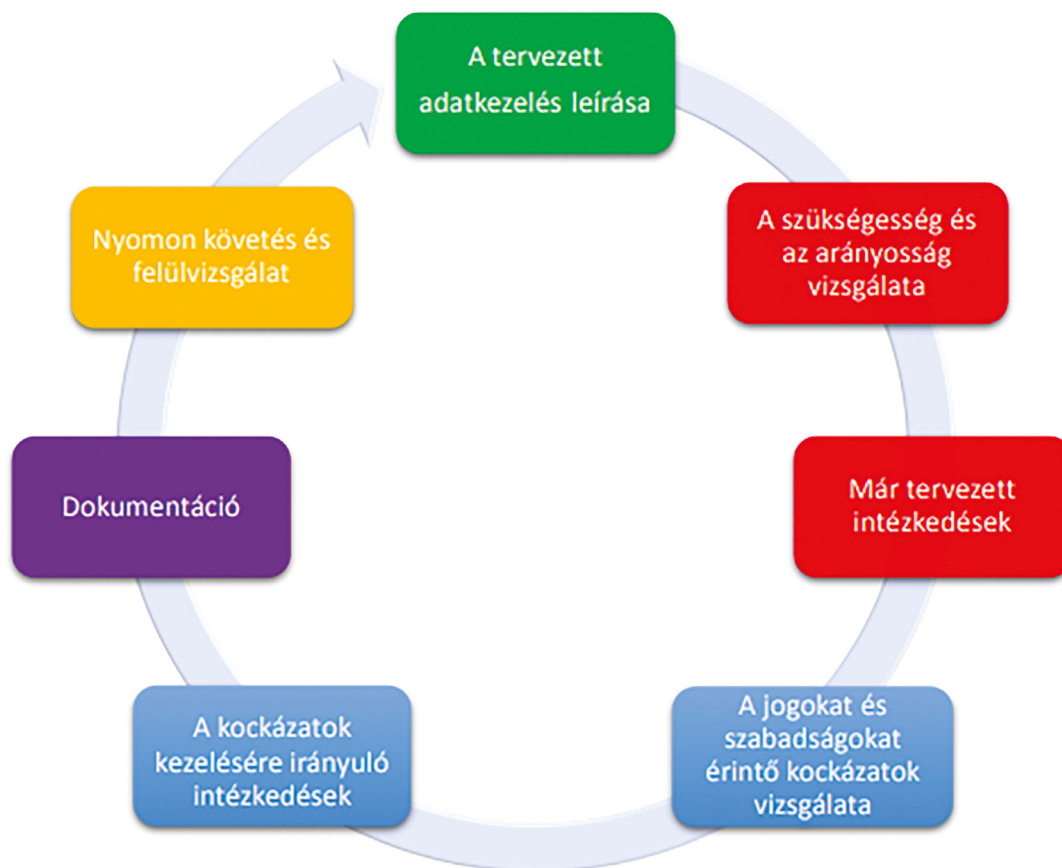 A tervezett
adatkezelés leírása
A szükségesség és
az arányosság
vizsgálata
Már tervezett
intézkedések
A jogokat és
szabadságokat
érintő kockázatok
vizsgálata
A kockázatok
kezelésére irányuló
intézkedések
Dokumentáció
Nyomon követés és
felülvizsgálat